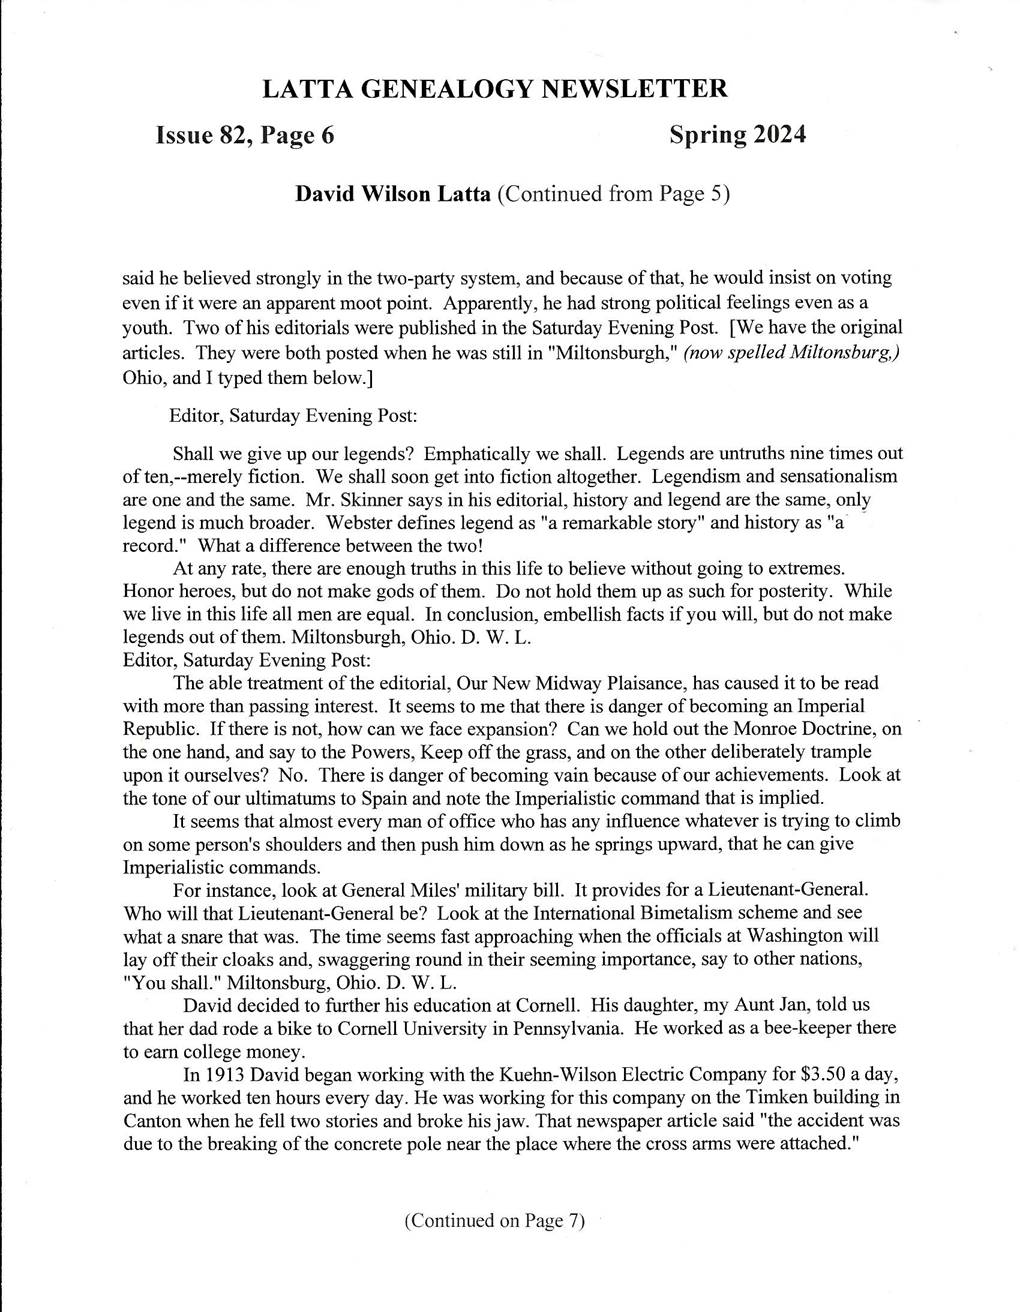 LATTA GENEALOGY NEWSLETTER
Issue 82, Page 6 Spring 2024
David Wilson Latta (Continued from Page 5)
said he believed strongly in the two-party system, and because of that, he would insist on voting
even if it were an apparent moot point. Apparently, he had strong political feelings even as a
youth. Two of his editorials were published in the Saturday Evening Post. [We have the original
articles. They were both posted when he was still in "Miltonsburgh," (now spelled Miltonsburg,)
Ohio, and I typed them below.]
Editor, Saturday Evening Post:
Shall we give up our legends? Emphatically we shall. Legends are untruths nine times out
of ten,--merely fiction. We shall soon get into fiction altogether. Legendism and sensationalism
are one and the same. Mr. Skinner says in his editorial, history and legend are the same, only
legend is much broader. Webster defines legend as "a remarkable story" and history as "a
record." What a difference between the two!
At any rate, there are enough truths in this life to believe without going to extremes.
Honor heroes, but do not make gods of them. Do not hold them up as such for posterity. While
we live in this life all men are equal. In conclusion, embellish facts if you will, but do not make
legends out of them. Miltonsburgh, Ohio. D. W. L.
Editor, Saturday Evening Post:
The able treatment of the editorial, Our New Midway Plaisance, has caused it to be read
with more than passing interest. It seems to me that there is danger of becoming an Imperial
Republic. If there is not, how can we face expansion? Can we hold out the Monroe Doctrine, on
the one hand, and say to the Powers, Keep off the grass, and on the other deliberately trample
upon it ourselves? No. There is danger of becoming vain because of our achievements. Look at
the tone of our ultimatums to Spain and note the Imperialistic command that is implied.
It seems that almost every man of office who has any influence whatever is trying to climb
on some person's shoulders and then push him down as he springs upward, that he can give
Imperialistic commands.
For instance, look at General Miles' military bill. It provides for a Lieutenant-General.
Who will that Lieutenant-General be? Look at the International Bimetalism scheme and see
what a snare that was. The time seems fast approaching when the officials at Washington will
lay off their cloaks and, swaggering round in their seeming importance, say to other nations,
"You shall." Miltonsburg, Ohio. D. W. L.
David decided to further his education at Cornell. His daughter, my Aunt Jan, told us
that her dad rode a bike to Cornell University in Pennsylvania. He worked as a bee-keeper there
to earn college money.
In 1913 David began working with the Kuehn-Wilson Electric Company for $3.50 a day,
and he worked ten hours every day. He was working for this company on the Timken building in
Canton when he fell two stories and broke his jaw. That newspaper article said "the accident was
due to the breaking of the concrete pole near the place where the cross arms were attached."
(Continued on Page 7)